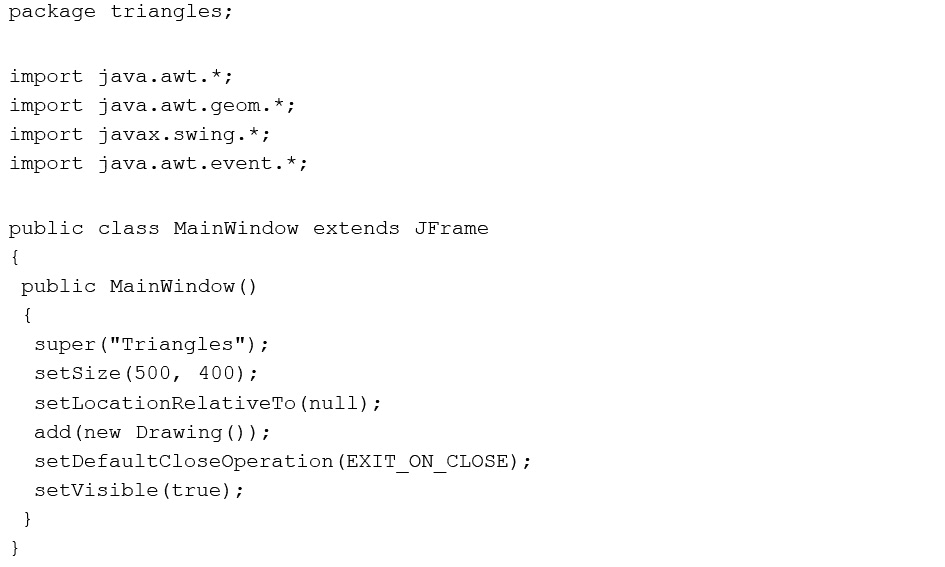 package triangles;
import java.awt.*;
import java.awt.geom.*;
import javax.swing.*;
import java.awt.event.*;
public class MainWindow extends JFrame
{
 public MainWindow()
 {
  super("Triangles");
  setSize(500, 400);
  setLocationRelativeTo(null);
  add(new Drawing());
  setDefaultCloseOperation(EXIT_ON_CLOSE);
  setVisible(true);
 }
}